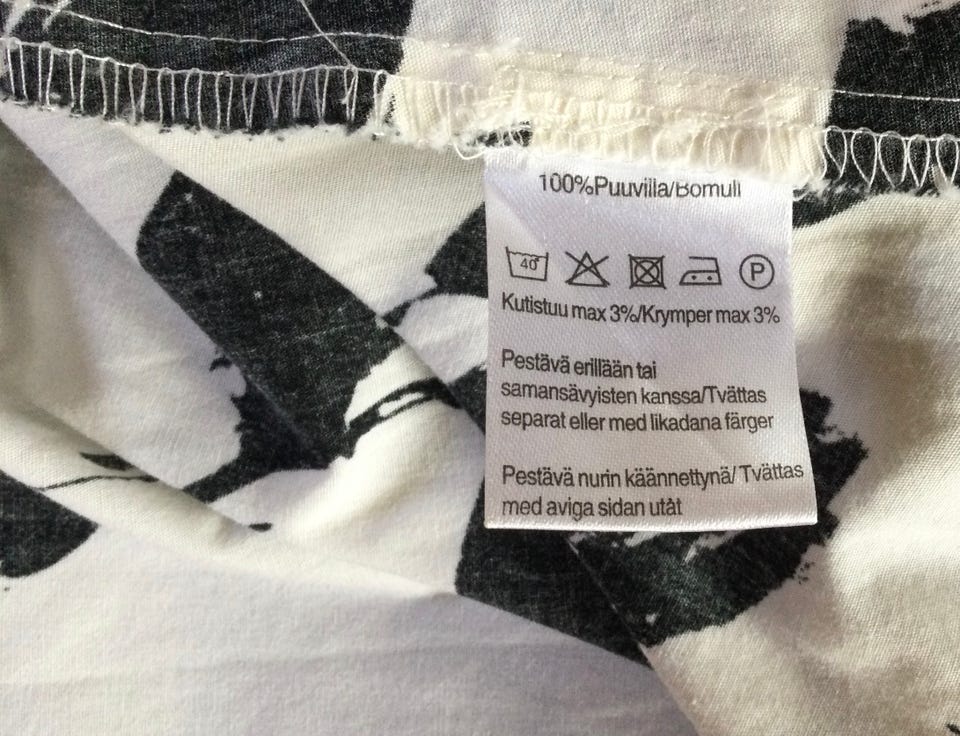 100%Puuvilla/Bomull
40 P
Kutistuu max 3%/Krymper max 3%
Pestävä erillään tai
samansävyisten kanssa/Tvättas
separat eller med likadana färger
Pestävä nurin käännettynä/ Tvättas
med aviga sidan utåt